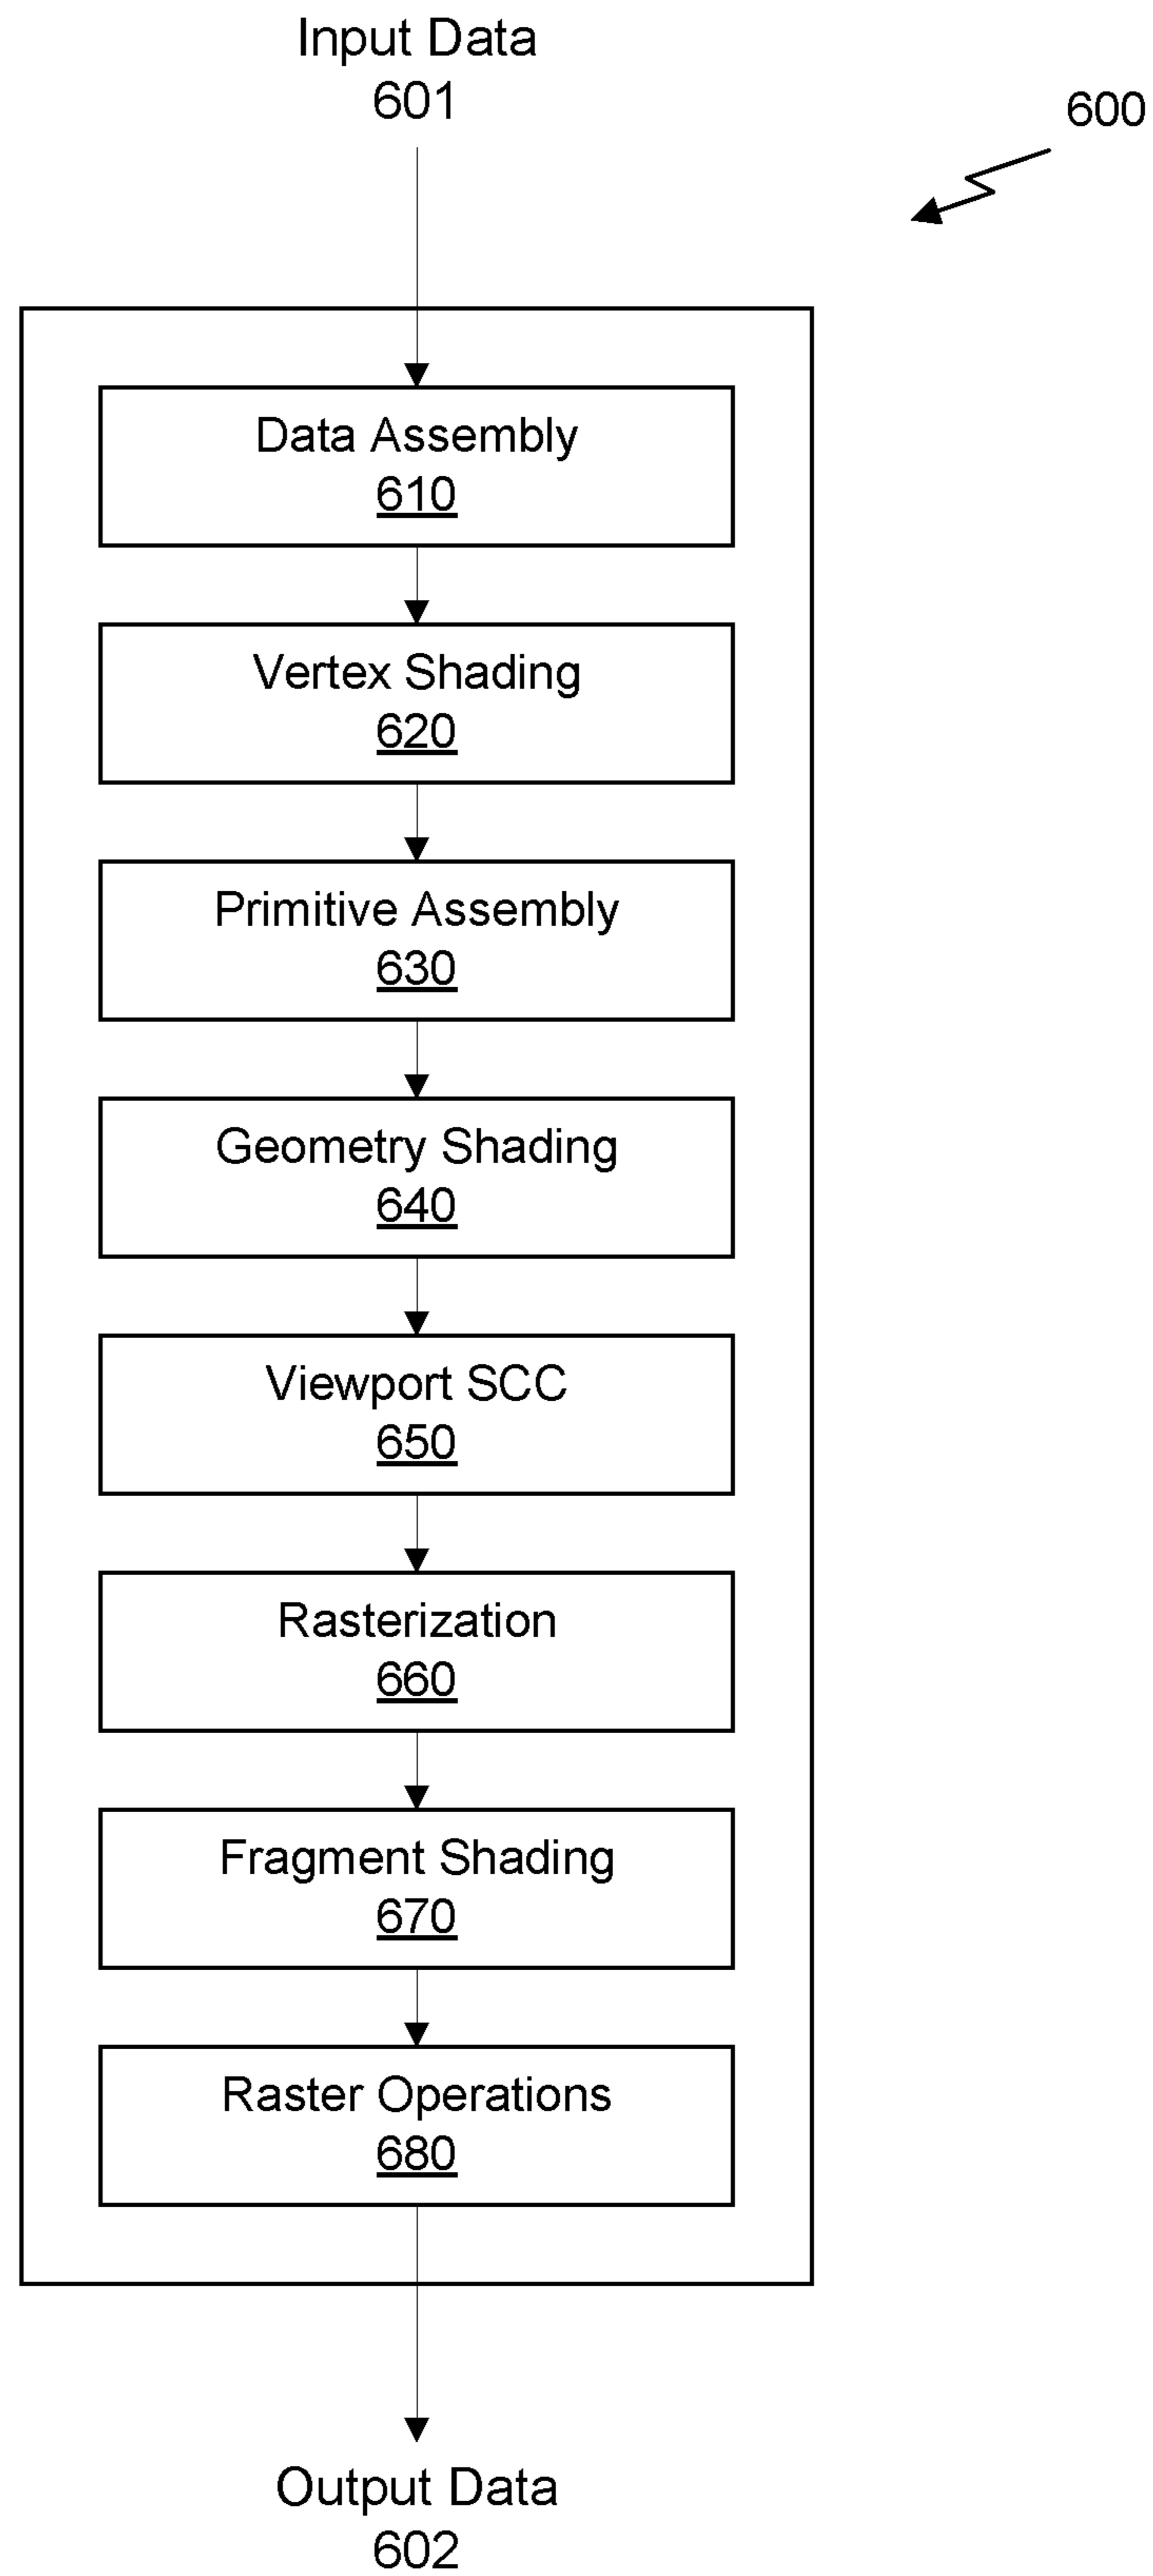 Input Data
601
600
Data Assembly
610
Vertex Shading
620
Primitive Assembly
630
Geometry Shading
640
Viewport SCC
650
Rasterization
660
Fragment Shading
670
Raster Operations
680
Output Data
602